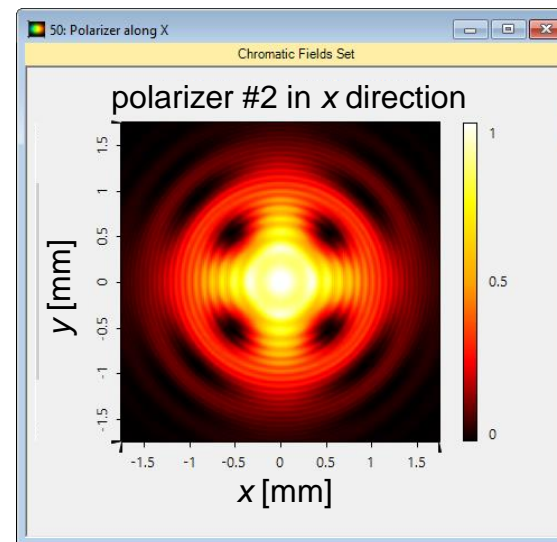 50: Polarizer along X
Chromatic Fields Set
polarizer #2 in x direction
y [mm]
1.5
1
0.5
0
-0.5
-1
-1.5
-1.5 -1 -0.5 0 0.5 1 1.5
x [mm]
1
0.5
0